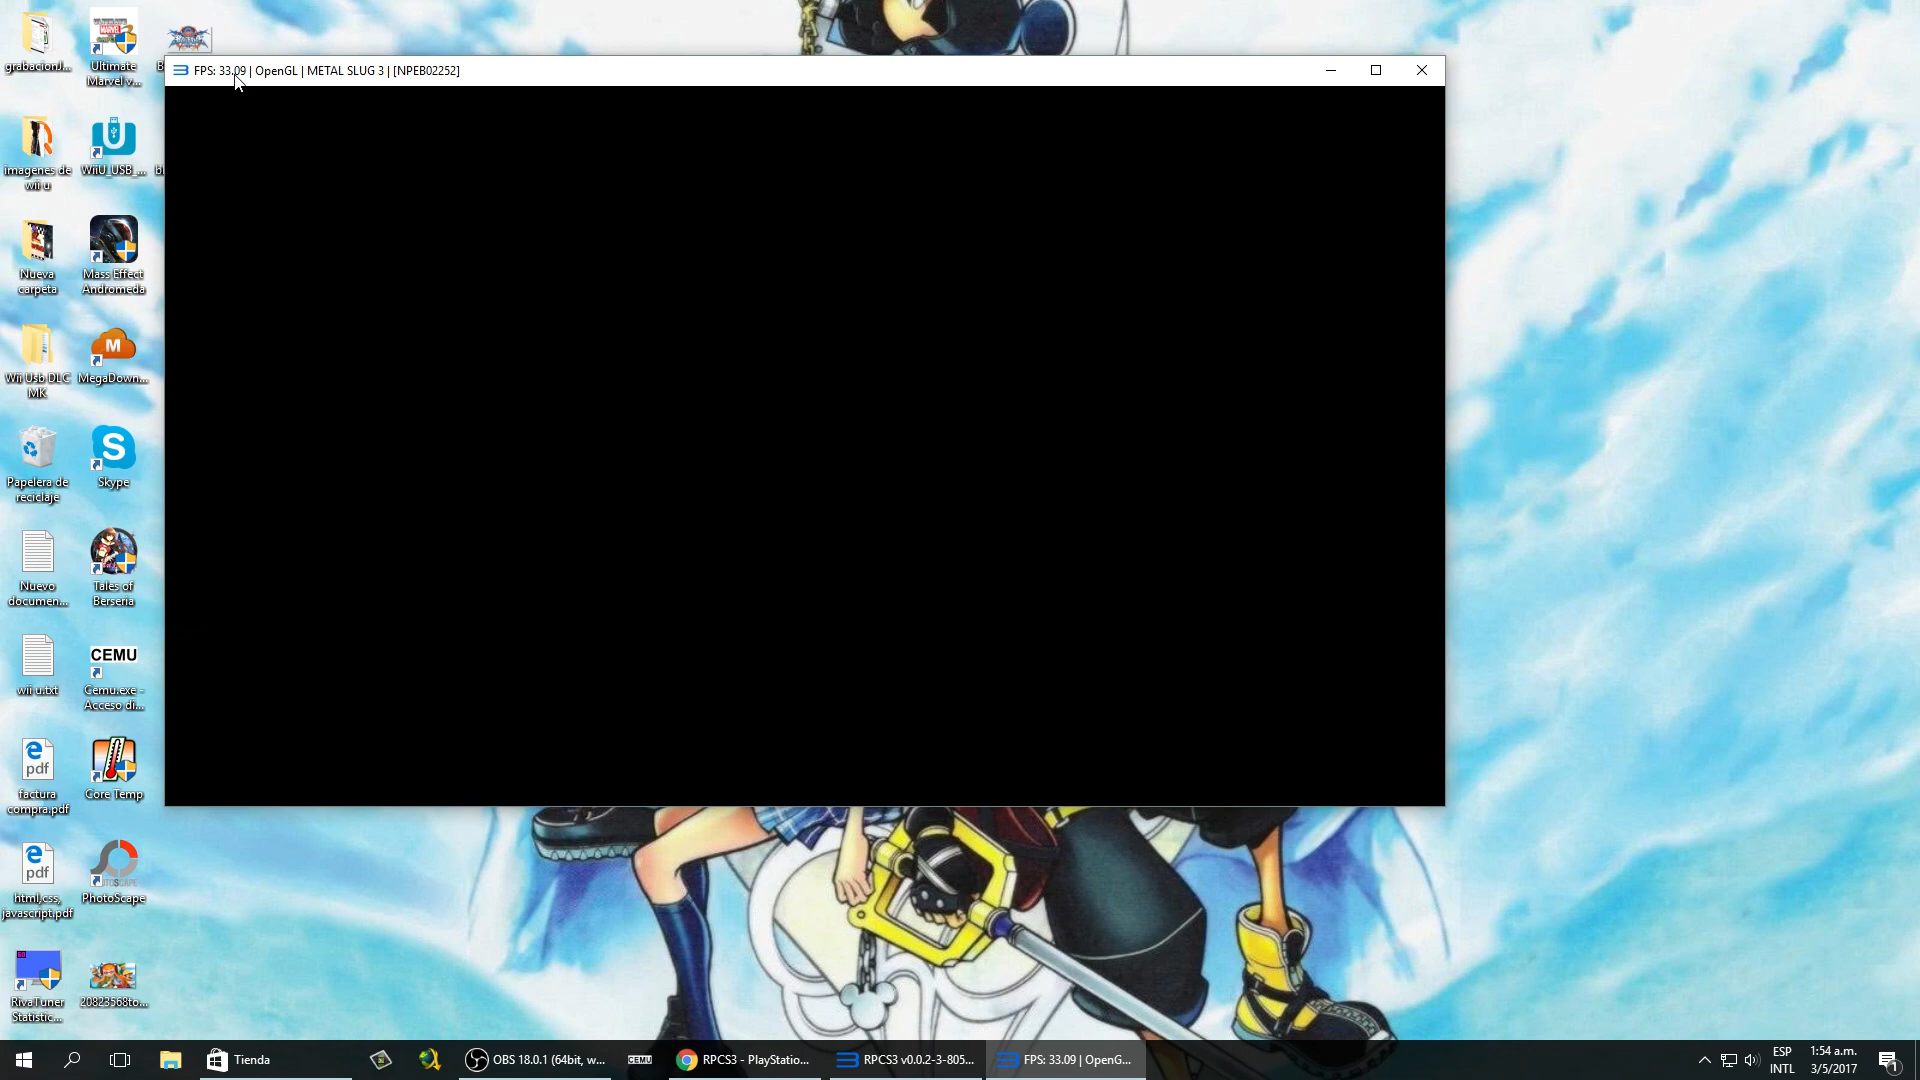 grabacionJ...
Ultimate
Marvel v...
B
FPS: 33.09 | OpenGL | METAL SLUG 3 | [NPEB02252]
imagenes de
wii u
WiiU_USB_...
bl
Nueva
carpeta
Mass Effect
Andromeda
Wii Usb DLC
MK
M
MegaDown...
Papelera de
reciclaje
S
Skype
Nuevo
documen...
Tales of
Berseria
wii u.txt
CEMU
Cemu.exe -
Acceso di...
pdf
factura
compra.pdf
Core Temp
pdf
html,css,
javascript.pdf
PhotoScape
RivaTuner
Statistic...
20823568to...
Tienda
OBS 18.0.1 (64bit, w...
CEMU
RPCS3 - PlayStatio...
RPCS3 v0.0.2-3-805...
FPS: 33.09 | OpenG...
ESP
INTL
1:54 a.m.
3/5/2017
1